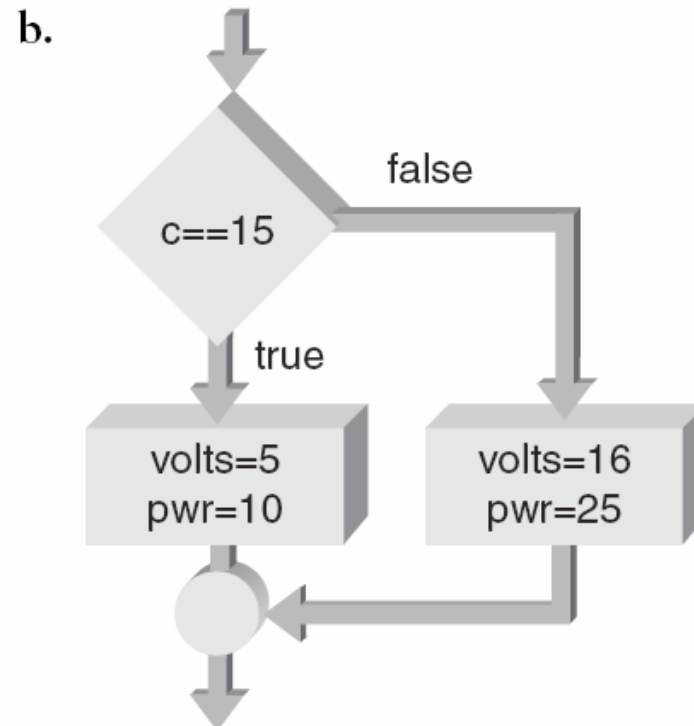 b.
false
c==15
true
volts=5
pwr=10
volts=16
pwr=25